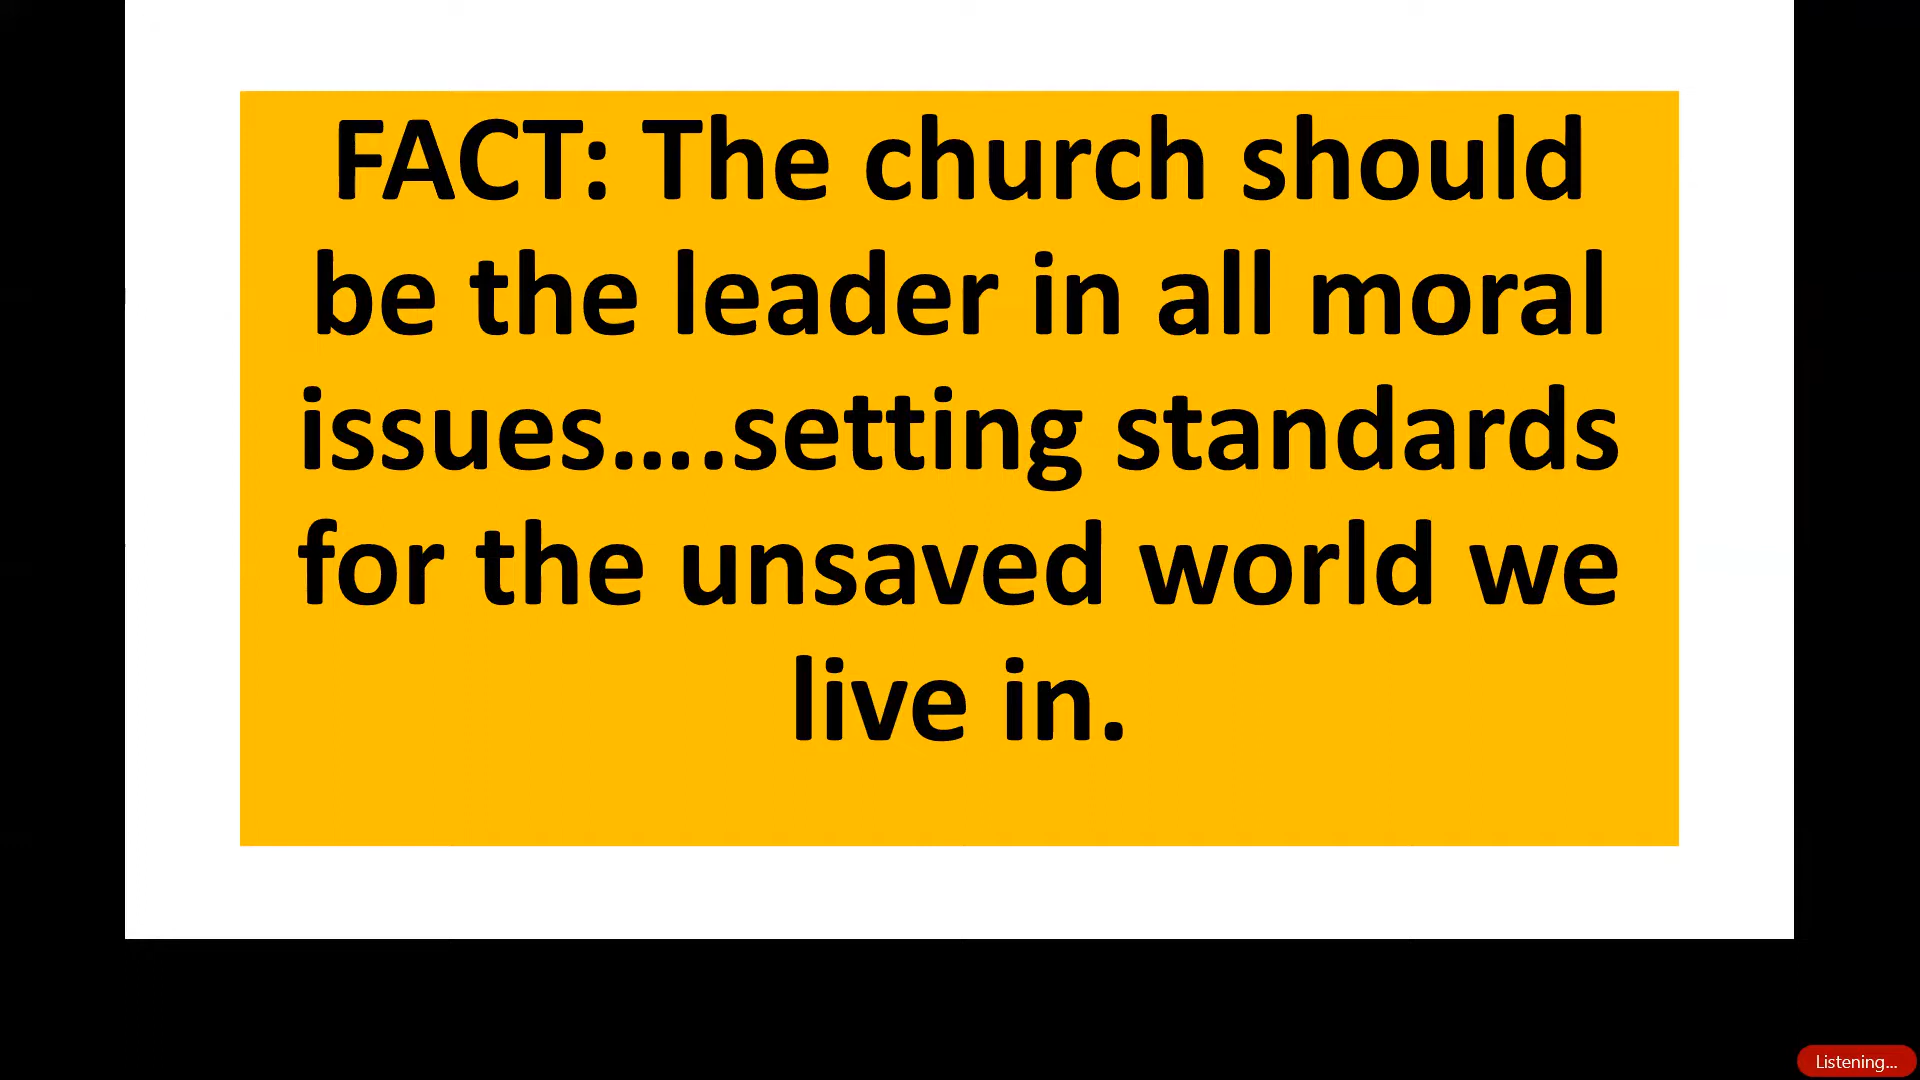 FACT: The church should
be the leader in all moral
issues....setting standards
for the unsaved world we
live in.
Listening...